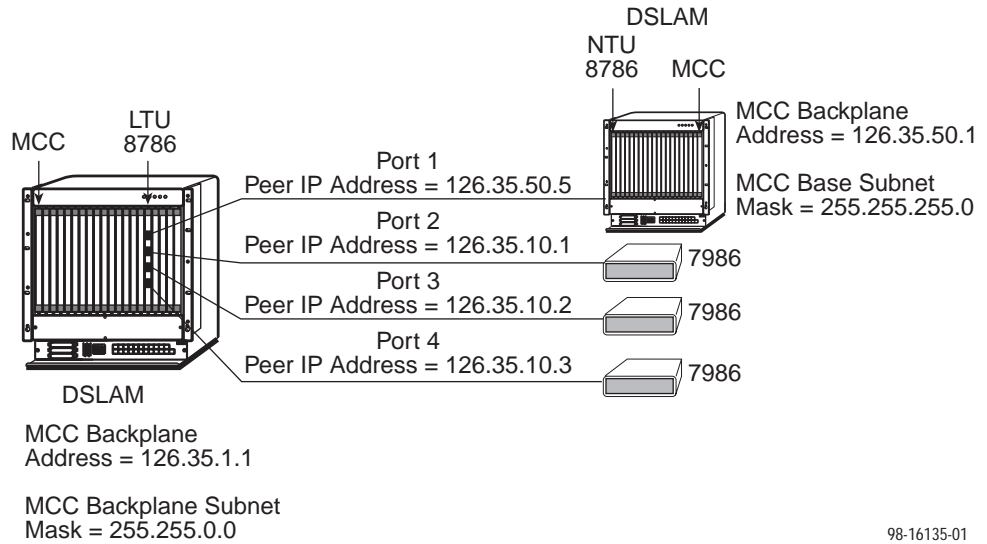 DSLAM
NTU
8786
MCC
MCC Backplane
Address = 126.35.50.1
MCC Base Subnet
Mask = 255.255.255.0
MCC
LTU
8786
Port 1
Peer IP Address = 126.35.50.5
Port 2
Peer IP Address = 126.35.10.1
7986
Port 3
Peer IP Address = 126.35.10.2
7986
Port 4
Peer IP Address = 126.35.10.3
7986
DSLAM
MCC Backplane
Address = 126.35.1.1
MCC Backplane Subnet
Mask = 255.255.0.0
98-16135-01